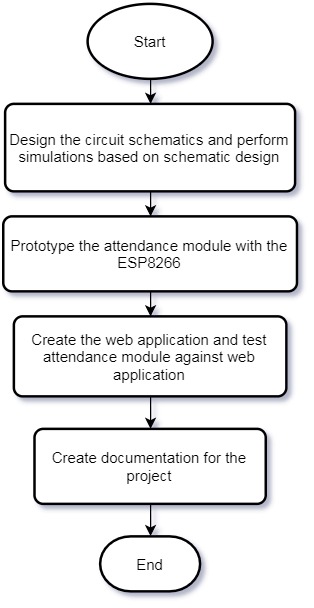 Start
Design the circuit schematics and perform
simulations based on schematic design
Prototype the attendance module with the
ESP8266
Create the web application and test
attendance module against web
application
Create documentation for the
project
End